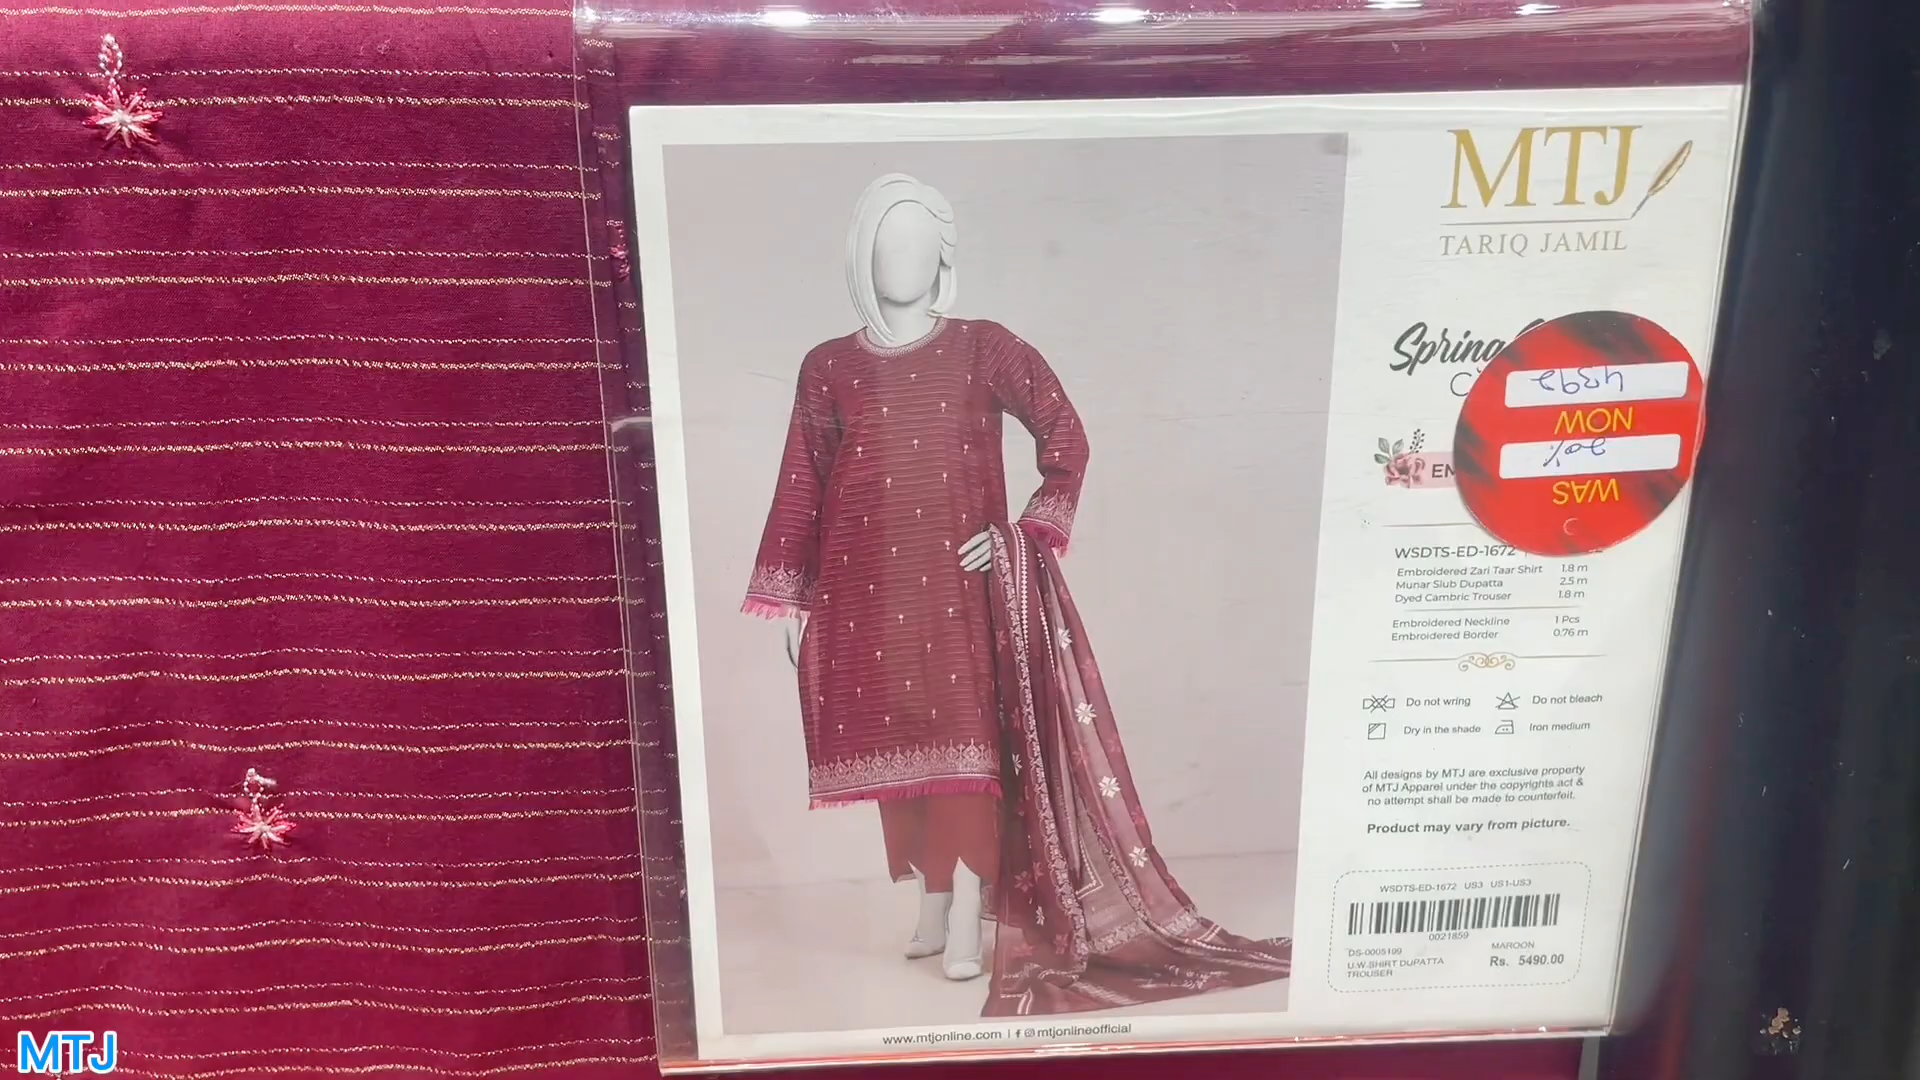 MTJ
TARIQ JAMIL
Spring
4392
NOW
20%
WAS
WSDTS-ED-1672
Embroidered Zari Taar Shirt 1.8 m
Munar Slub Dupatta 2.5 m
Dyed Cambric Trouser 1.8 m
Embroidered Neckline 1 Pcs
Embroidered Border 0.76 m
Do not wring Do not bleach
Dry in the shade Iron medium
All designs by MTJ are exclusive property
of MTJ Apparel under the copyrights act &
no attempt shall be made to counterfeit.
Product may vary from picture.
WSDTS-ED-1672 US3 US1-US3
0021859
DS-0005199 MAROON
U.W.SHIRT DUPATTA
TROUSER
Rs. 5490.00
www.mtjonline.com | mtjonlineofficial
MTJ